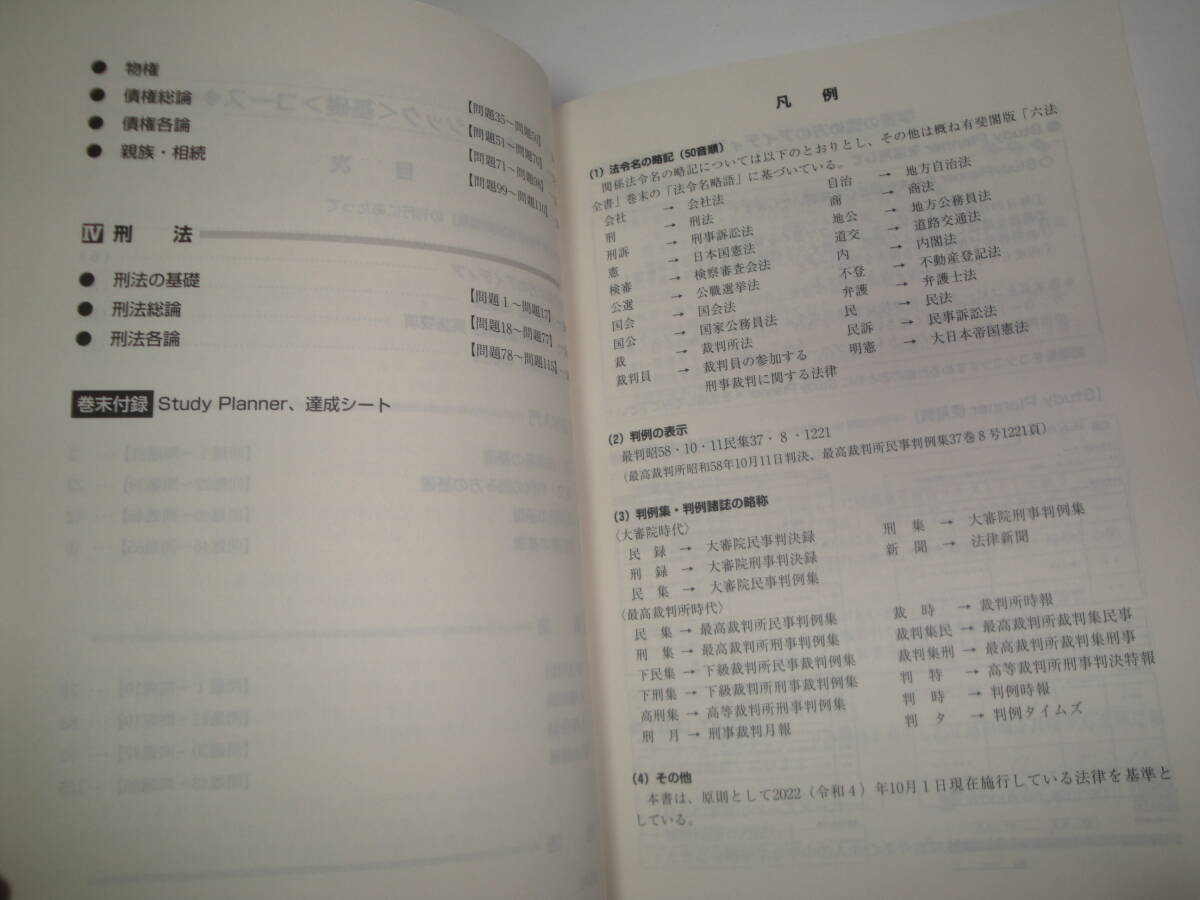 ● 物権
● 債権総論 【問題35～問題50】
● 債権各論 【問題51～問題70】
● 親族・相続 【問題71～問題98】
【問題99～問題110】
Ⅳ 刑 法
● 刑法の基礎
● 刑法総論 【問題1～問題17】
● 刑法各論 【問題18～問題77】
【問題78～問題115】
巻末付録 Study Planner、達成シート
凡 例
(1) 法令名の略記（50音順）
関係法令名の略記については以下のとおりとし、その他は概ね有斐閣版「六法
全書」巻末の「法令名略語」に基づいている。
会社 → 会社法
刑 → 刑法
刑訴 → 刑事訴訟法
憲 → 日本国憲法
検審 → 検察審査会法
公選 → 公職選挙法
国会 → 国会法
国公 → 国家公務員法
裁 → 裁判所法
裁判員 → 裁判員の参加する
刑事裁判に関する法律
自治 → 地方自治法
商 → 商法
地公 → 地方公務員法
道交 → 道路交通法
内 → 内閣法
不登 → 不動産登記法
弁護 → 弁護士法
民 → 民法
民訴 → 民事訴訟法
明憲 → 大日本帝国憲法
(2) 判例の表示
最判昭58・10・11民集37・8・1221
（最高裁判所昭和58年10月11日判決、最高裁判所民事判例集37巻8号1221頁）
(3) 判例集・判例諸誌の略称
〈大審院時代〉
民 録 → 大審院民事判決録
刑 録 → 大審院刑事判決録
民 集 → 大審院民事判例集
刑 集 → 大審院刑事判例集
新 聞 → 法律新聞
〈最高裁判所時代〉
民 集 → 最高裁判所民事判例集
刑 集 → 最高裁判所刑事判例集
下民集 → 下級裁判所民事裁判例集
下刑集 → 下級裁判所刑事裁判例集
高刑集 → 高等裁判所刑事判例集
刑 月 → 刑事裁判月報
裁 時 → 裁判所時報
裁判集民 → 最高裁判所裁判集民事
裁判集刑 → 最高裁判所裁判集刑事
判 特 → 高等裁判所刑事判決特報
判 時 → 判例時報
判 タ → 判例タイムズ
(4) その他
本書は、原則として2022（令和4）年10月1日現在施行している法律を基準と
している。